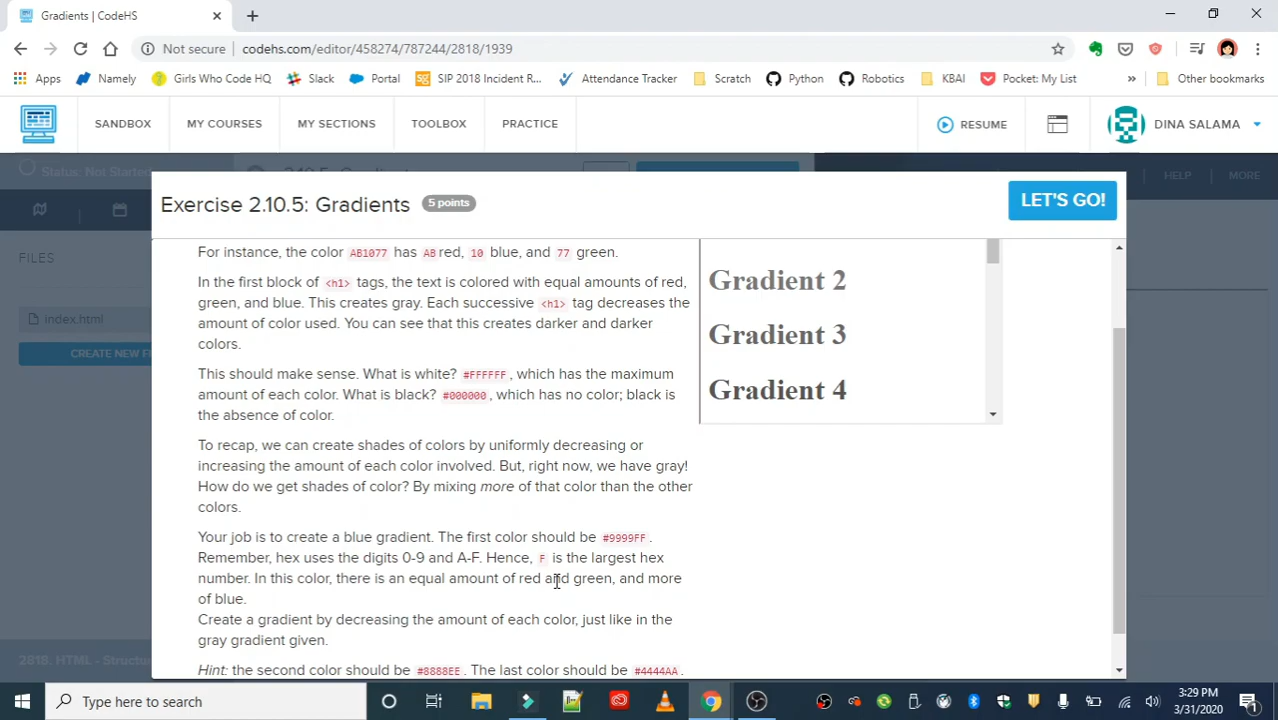 Gradients | CodeHS
Not secure | codehs.com/editor/458274/787244/2818/1939
Apps Namely Girls Who Code HQ Slack Portal SIP 2018 Incident R... Attendance Tracker Scratch Python Robotics KBAI Pocket: My List » Other bookmarks
SANDBOX MY COURSES MY SECTIONS TOOLBOX PRACTICE RESUME DINA SALAMA
Status: Not Started HELP MORE
Exercise 2.10.5: Gradients 5 points LET'S GO!
FILES
index.html
CREATE NEW FI
For instance, the color AB1077 has AB red, 10 blue, and 77 green.
In the first block of <h1> tags, the text is colored with equal amounts of red,
green, and blue. This creates gray. Each successive <h1> tag decreases the
amount of color used. You can see that this creates darker and darker
colors.
This should make sense. What is white? #FFFFFF, which has the maximum
amount of each color. What is black? #000000, which has no color; black is
the absence of color.
To recap, we can create shades of colors by uniformly decreasing or
increasing the amount of each color involved. But, right now, we have gray!
How do we get shades of color? By mixing more of that color than the other
colors.
Your job is to create a blue gradient. The first color should be #9999FF.
Remember, hex uses the digits 0-9 and A-F. Hence, F is the largest hex
number. In this color, there is an equal amount of red and green, and more
of blue.
Create a gradient by decreasing the amount of each color, just like in the
gray gradient given.
Hint: the second color should be #8888EE. The last color should be #4444AA.
Gradient 2
Gradient 3
Gradient 4
2818. HTML - Structu
Type here to search
3:29 PM
3/31/2020
1